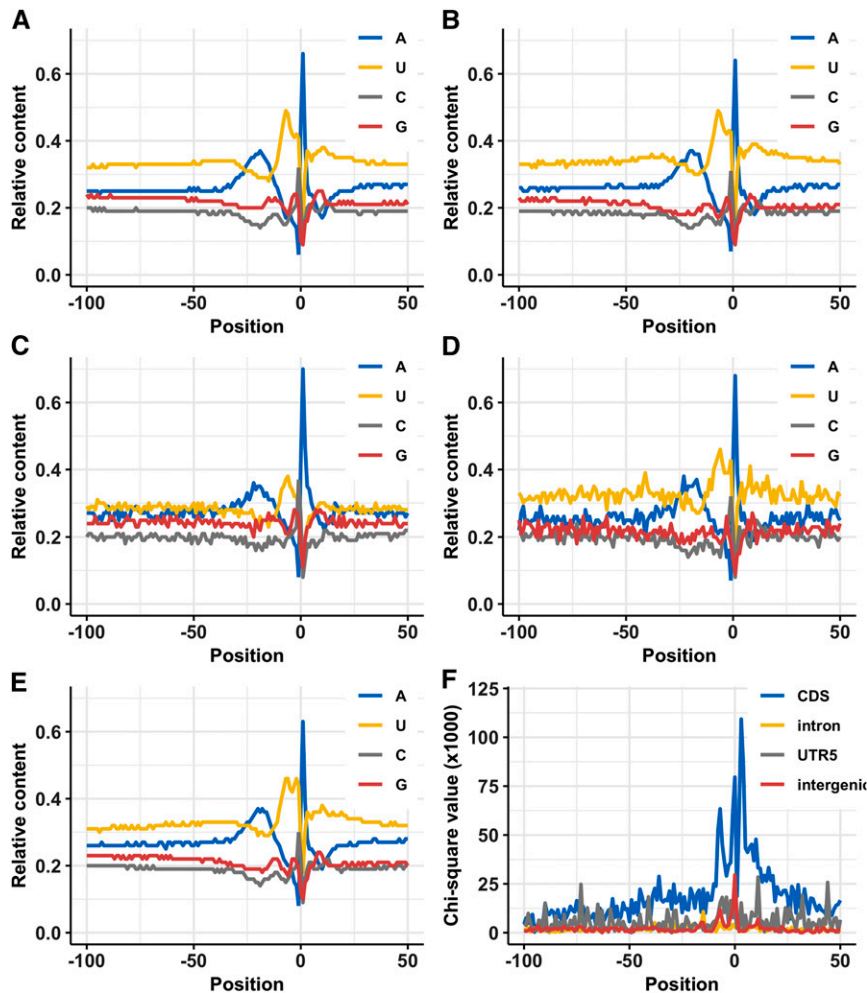 A
B
Relative content
0.6
0.4
0.2
0.0
-100
-50
0
50
Position
A
U
C
G
Relative content
0.6
0.4
0.2
0.0
-100
-50
0
50
Position
A
U
C
G
C
D
Relative content
0.6
0.4
0.2
0.0
-100
-50
0
50
Position
A
U
C
G
Relative content
0.6
0.4
0.2
0.0
-100
-50
0
50
Position
A
U
C
G
E
F
Relative content
0.6
0.4
0.2
0.0
-100
-50
0
50
Position
A
U
C
G
Chi-square value (x1000)
125
100
75
50
25
0
-100
-50
0
50
Position
CDS
intron
UTR5
intergenic